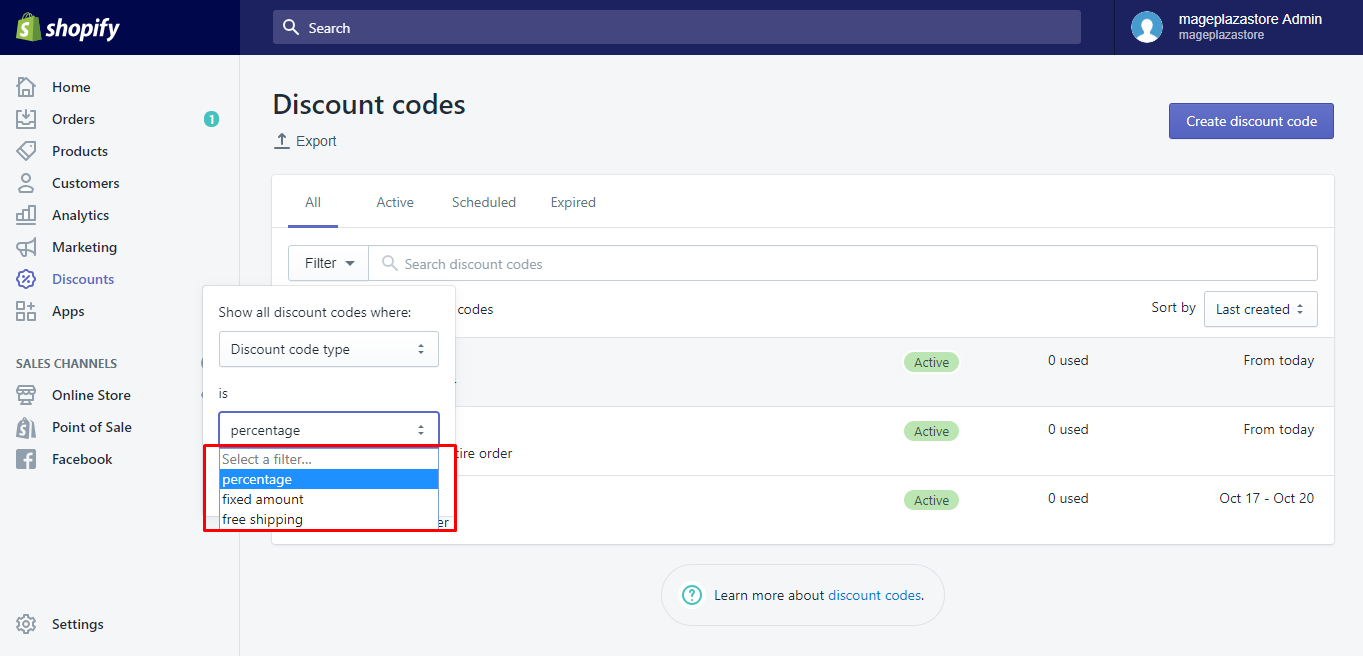 shopify
Search
mageplazastore Admin
mageplazastore
Home
Orders
1
Products
Customers
Analytics
Marketing
Discounts
Apps
SALES CHANNELS
Online Store
Point of Sale
Facebook
Settings
Discount codes
Export
Create discount code
All Active Scheduled Expired
Filter
Search discount codes
Show all discount codes where:
Discount code type
is
percentage
Select a filter...
percentage
fixed amount
free shipping
codes
Sort by Last created
Active 0 used From today
Active 0 used From today
order
Active 0 used Oct 17 - Oct 20
Learn more about discount codes.